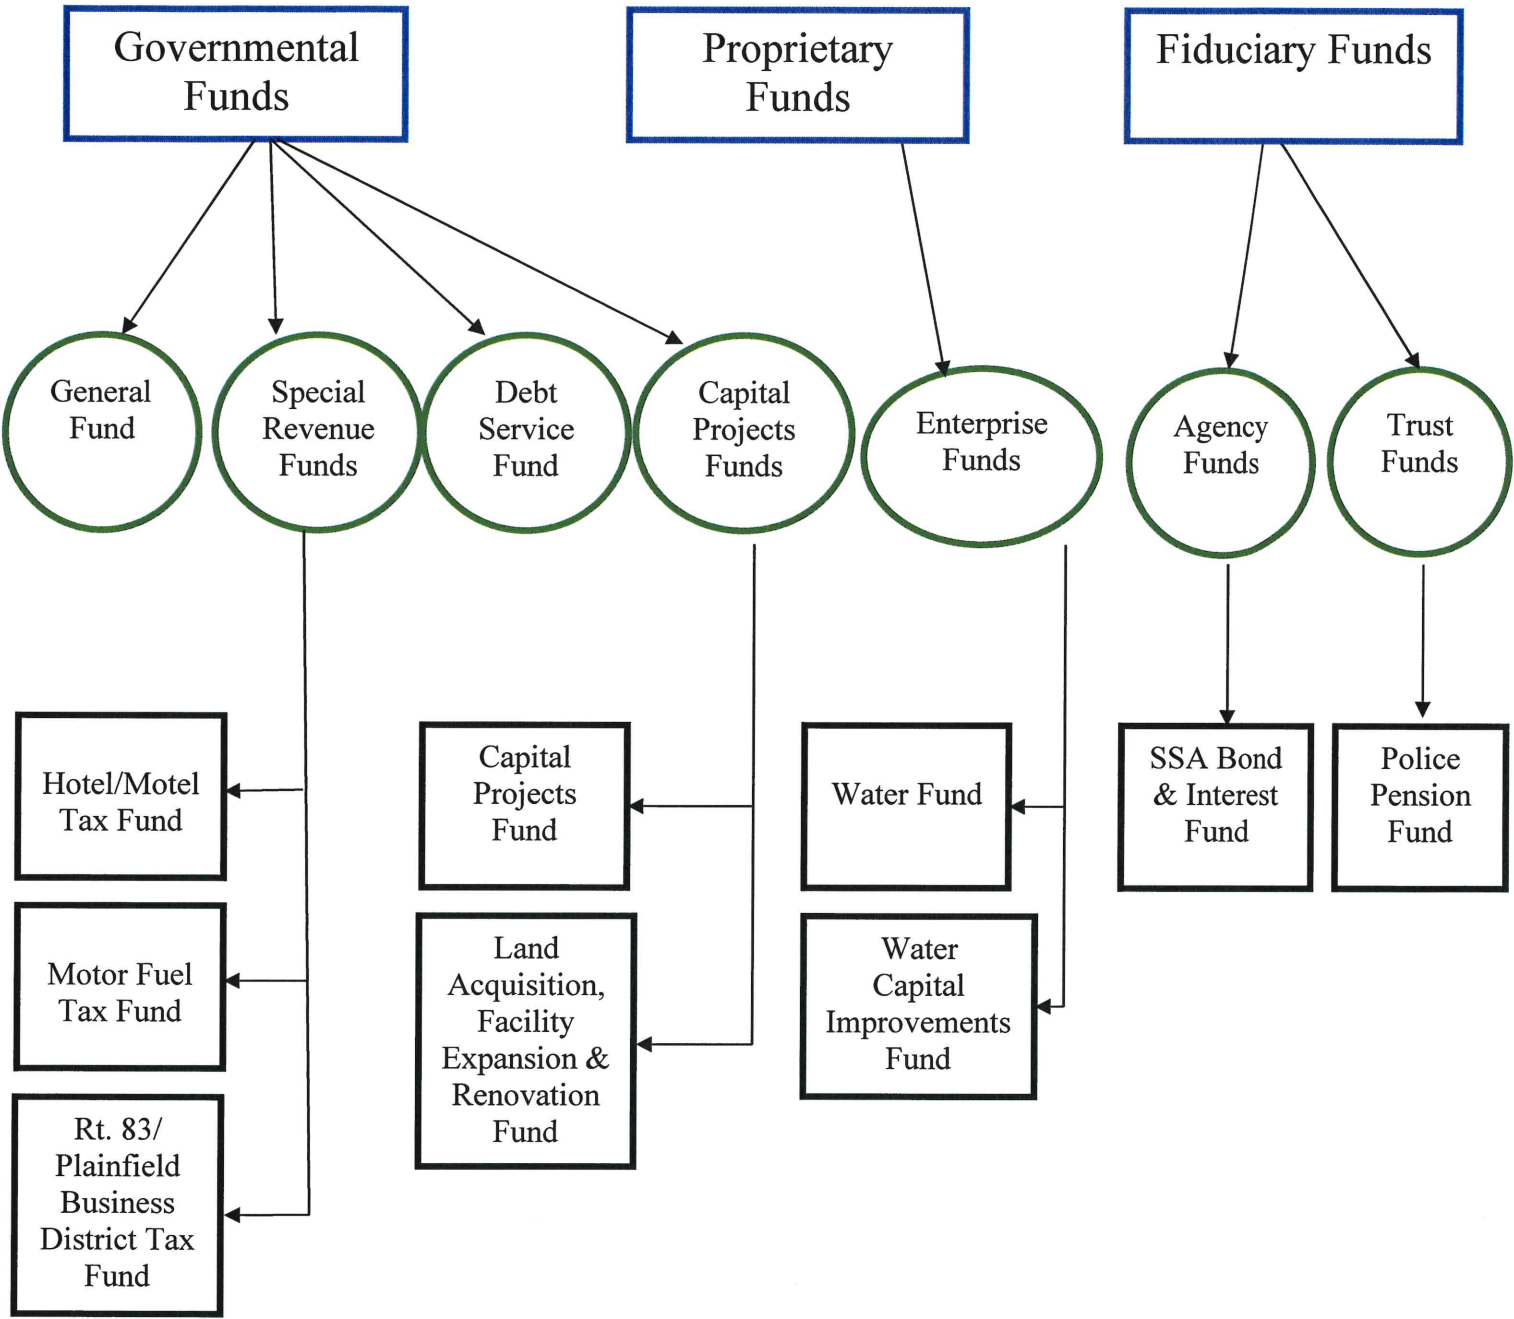 Governmental
Funds
Proprietary
Funds
Fiduciary Funds
General
Fund
Special
Revenue
Funds
Debt
Service
Fund
Capital
Projects
Funds
Enterprise
Funds
Agency
Funds
Trust
Funds
Hotel/Motel
Tax Fund
Motor Fuel
Tax Fund
Rt. 83/
Plainfield
Business
District Tax
Fund
Capital
Projects
Fund
Land
Acquisition,
Facility
Expansion &
Renovation
Fund
Water Fund
Water
Capital
Improvements
Fund
SSA Bond
& Interest
Fund
Police
Pension
Fund